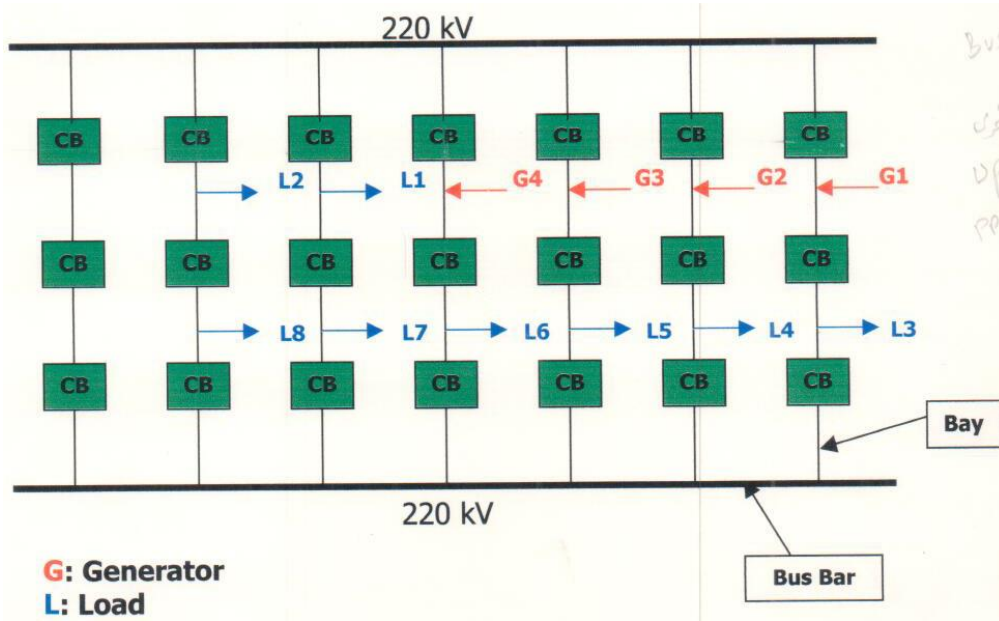 220 kV
CB CB CB CB CB CB CB
L2 L1 G4 G3 G2 G1
CB CB CB CB CB CB CB
L8 L7 L6 L5 L4 L3
CB CB CB CB CB CB CB
Bay
220 kV
Bus Bar
G: Generator
L: Load